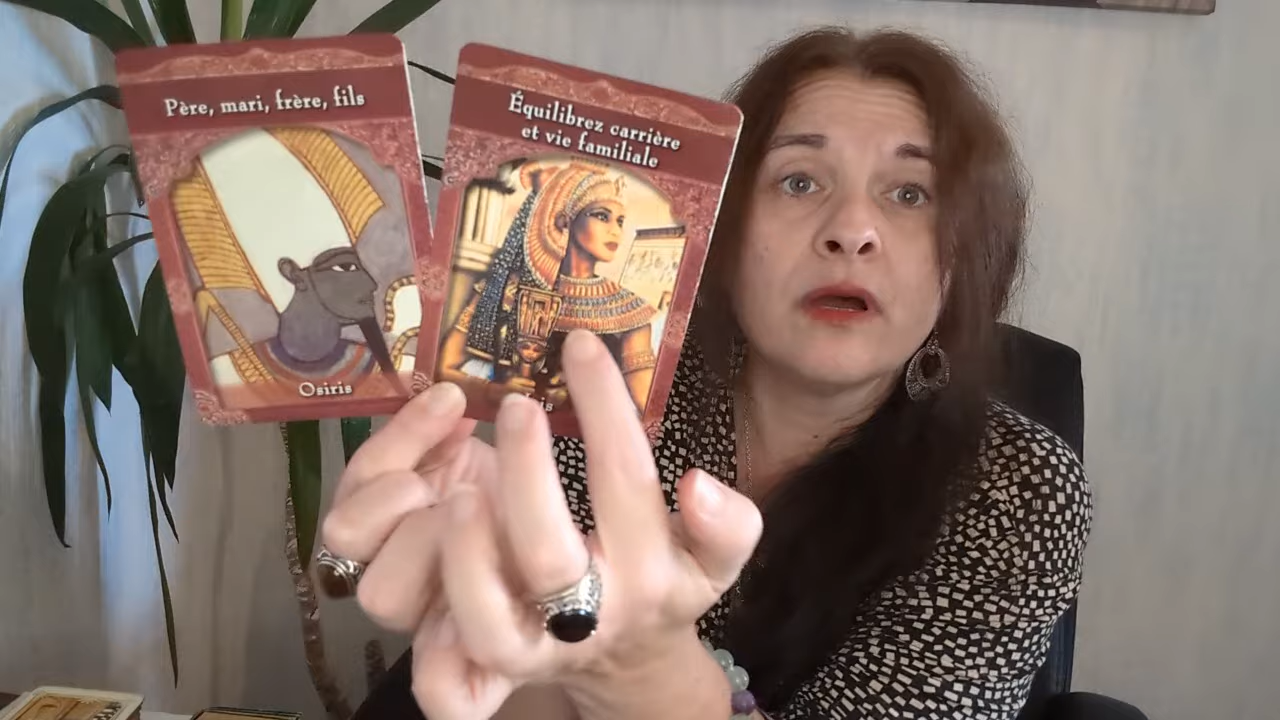 Père, mari, frère, fils
Osiris
Équilibrez carrière
et vie familiale